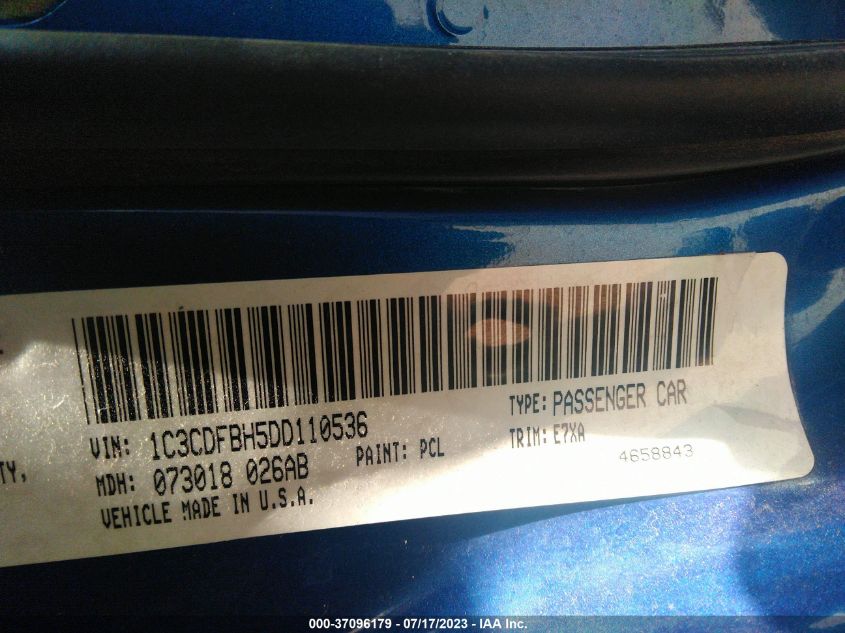 VIN: 1C3CDFBH5DD110536
TYPE: PASSENGER CAR
TY,
MDH: 073018 026AB
PAINT: PCL
TRIM: E7XA
4658843
VEHICLE MADE IN U.S.A.
000-37096179 / 07/17/2023 - IAA Inc.